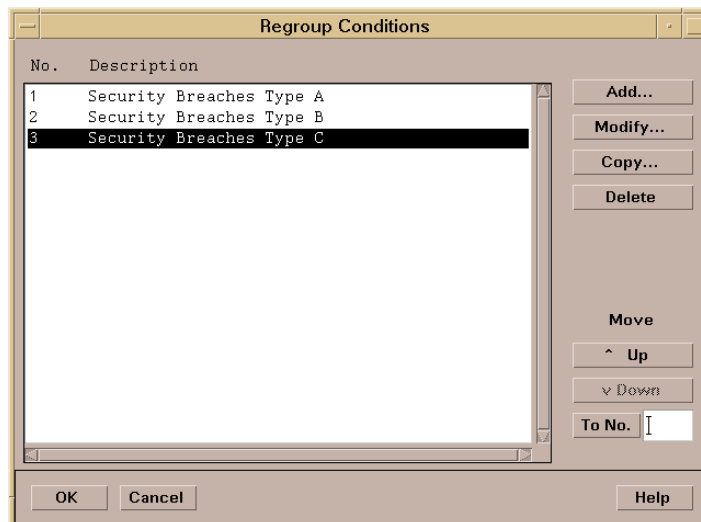 Regroup Conditions
No. Description
1 Security Breaches Type A
2 Security Breaches Type B
3 Security Breaches Type C
Add...
Modify...
Copy...
Delete
Move
^ Up
v Down
To No.
OK Cancel Help